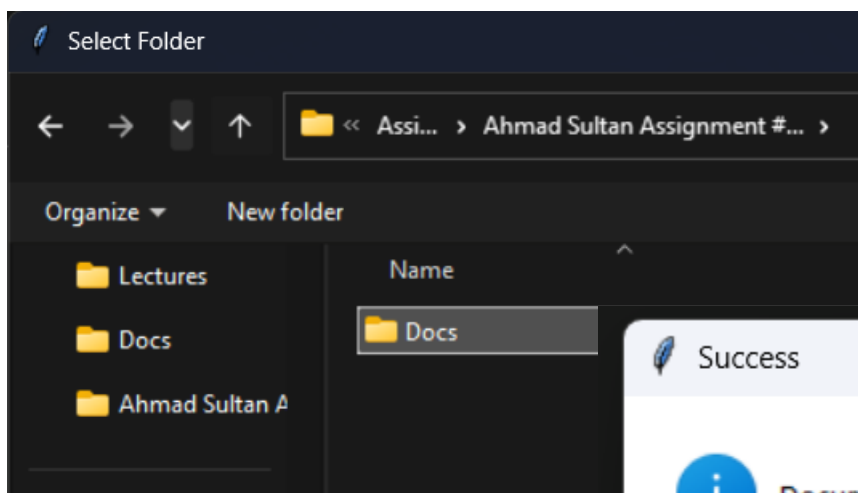 Select Folder
« Assi... › Ahmad Sultan Assignment #... ›
Organize New folder
Name
Lectures
Docs
Docs
Ahmad Sultan A
Success